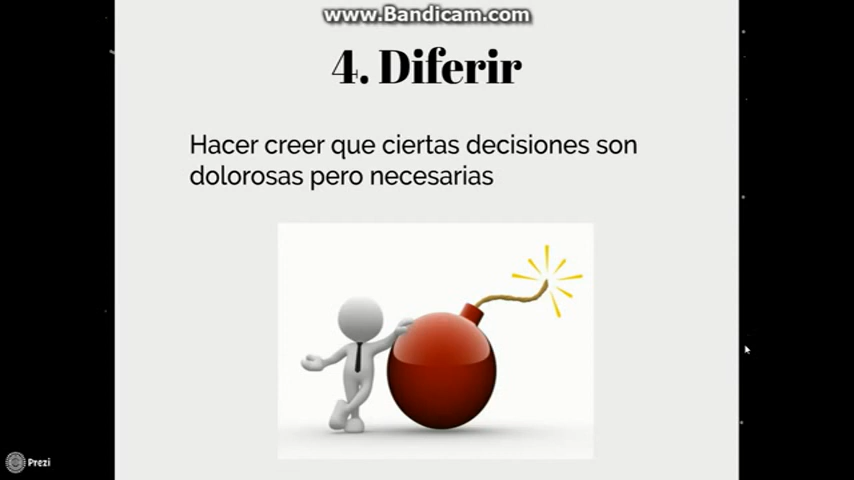 www.Bandicam.com
4. Diferir
Hacer creer que ciertas decisiones son
dolorosas pero necesarias
Prezi